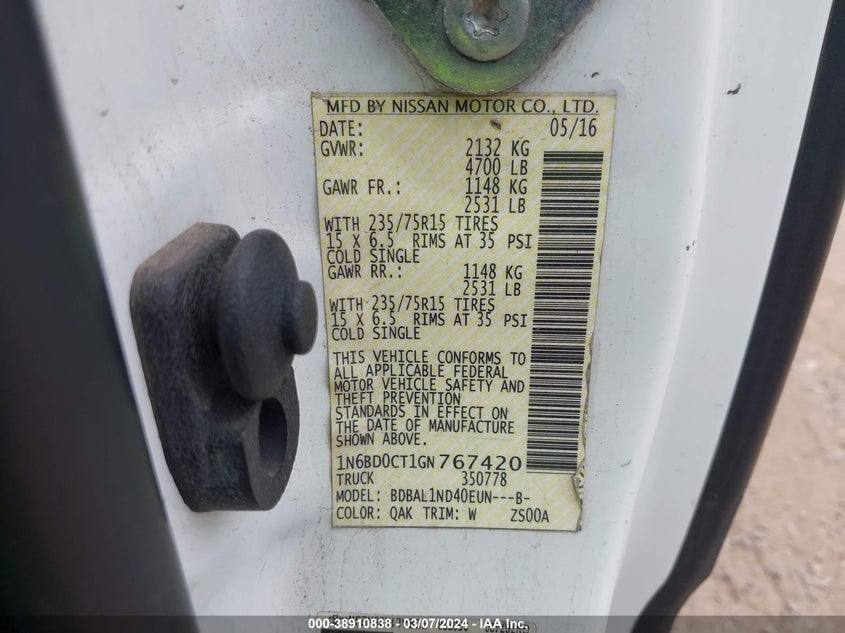 MFD BY NISSAN MOTOR CO., LTD.
DATE: 05/16
GVWR: 2132 KG
4700 LB
GAWR FR.: 1148 KG
2531 LB
WITH 235/75R15 TIRES
15 X 6.5 RIMS AT 35 PSI
COLD SINGLE
GAWR RR.: 1148 KG
2531 LB
WITH 235/75R15 TIRES
15 X 6.5 RIMS AT 35 PSI
COLD SINGLE
THIS VEHICLE CONFORMS TO
ALL APPLICABLE FEDERAL
MOTOR VEHICLE SAFETY AND
THEFT PREVENTION
STANDARDS IN EFFECT ON
THE DATE OF MANUFACTURE
SHOWN ABOVE.
1N6BD0CT1GN767420
TRUCK 350778
MODEL: BDBAL1ND40EUN---B-
COLOR: QAK TRIM: W ZS00A
000-38910838 - 03/07/2024 - IAA Inc.